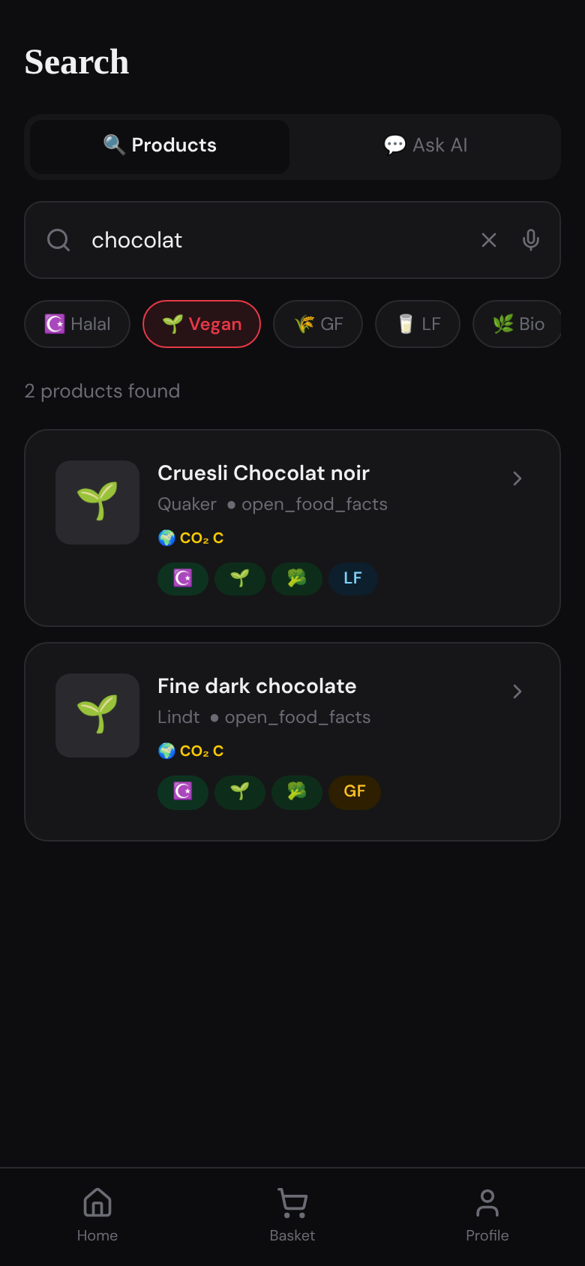 Search
🔍 Products 💬 Ask AI
chocolat
☪️ Halal 🌱 Vegan 🌾 GF 🥛 LF 🌿 Bio
2 products found
Cruesli Chocolat noir
Quaker ● open_food_facts
🌍 CO₂ C
☪️ 🌱 🥦 LF
Fine dark chocolate
Lindt ● open_food_facts
🌍 CO₂ C
☪️ 🌱 🥦 GF
Home Basket Profile